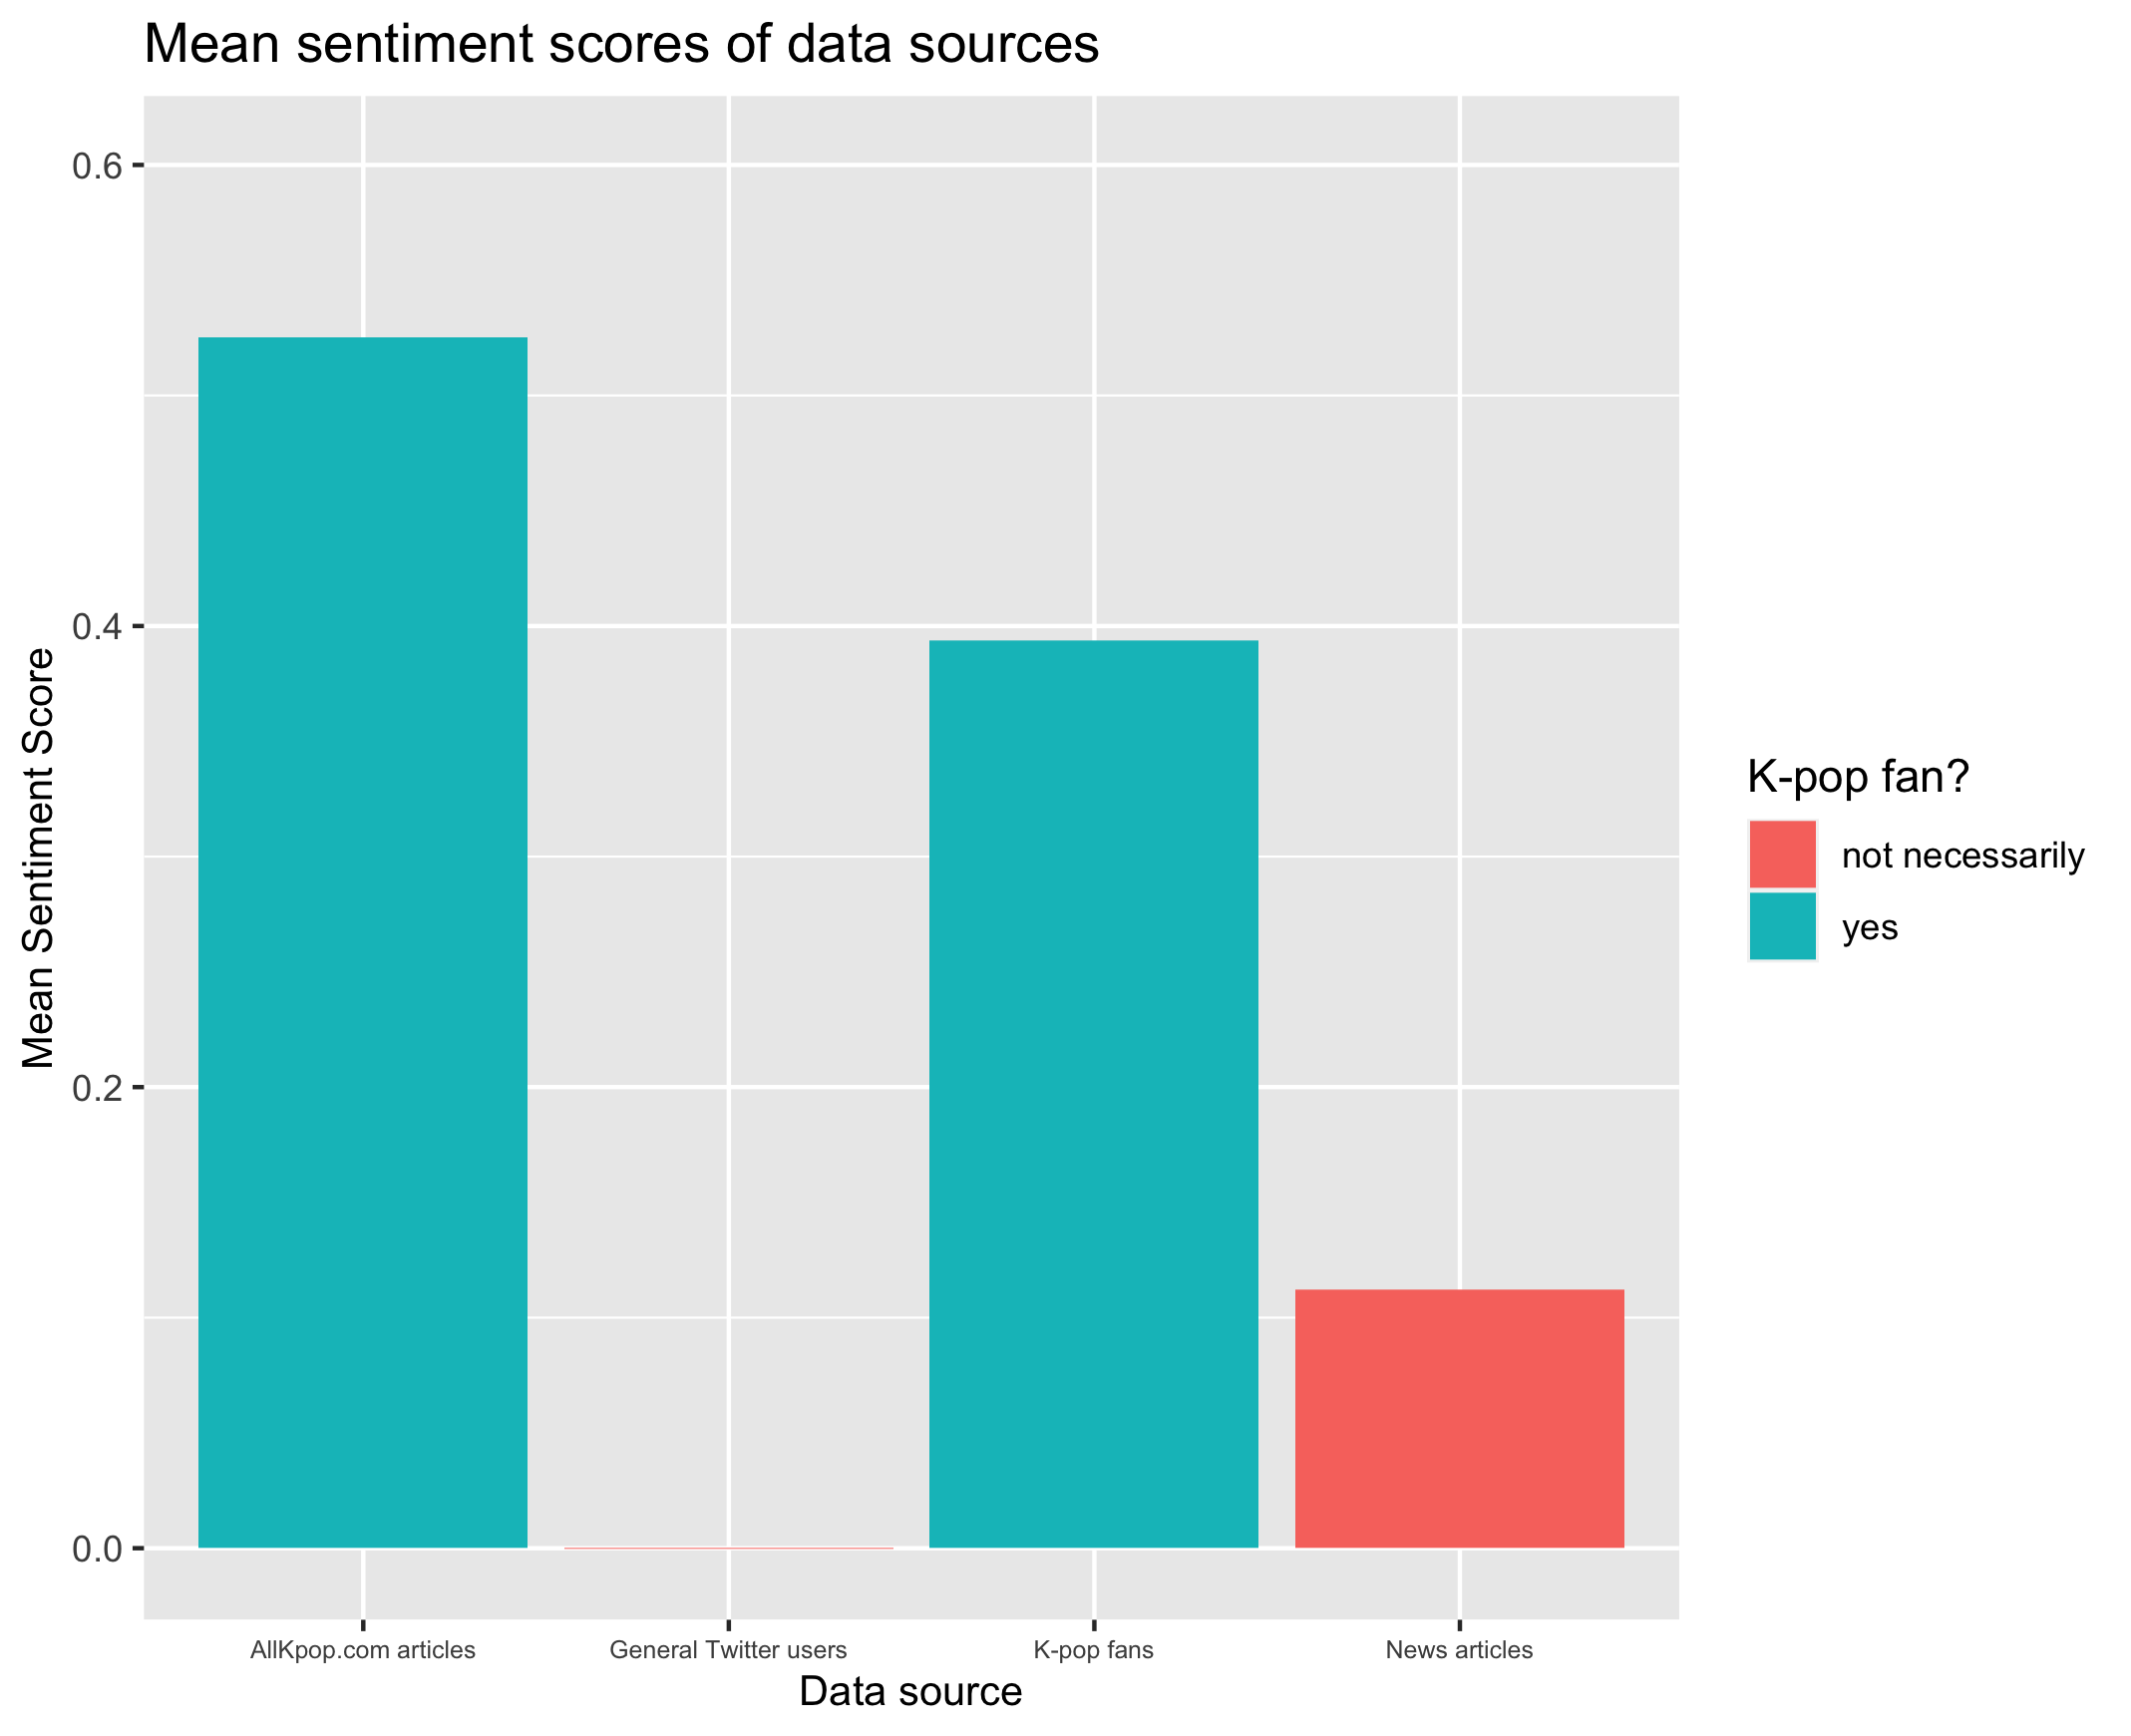 Mean sentiment scores of data sources
0.6
0.4
0.2
0.0
Mean Sentiment Score
AllKpop.com articles
General Twitter users
K-pop fans
News articles
Data source
K-pop fan?
not necessarily
yes